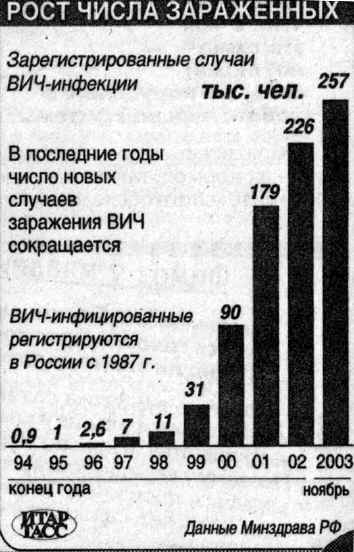 РОСТ ЧИСЛА ЗАРАЖЕННЫХ
Зарегистрированные случаи
ВИЧ-инфекции
тыс. чел.
257
226
В последние годы
число новых
случаев
заражения ВИЧ
сокращается
179
ВИЧ-инфицированные
регистрируются
в России с 1987 г.
90
31
0,9 1 2,6 7 11
94 95 96 97 98 99 00 01 02 2003
конец года
ноябрь
ИТАР
ТАСС
Данные Минздрава РФ